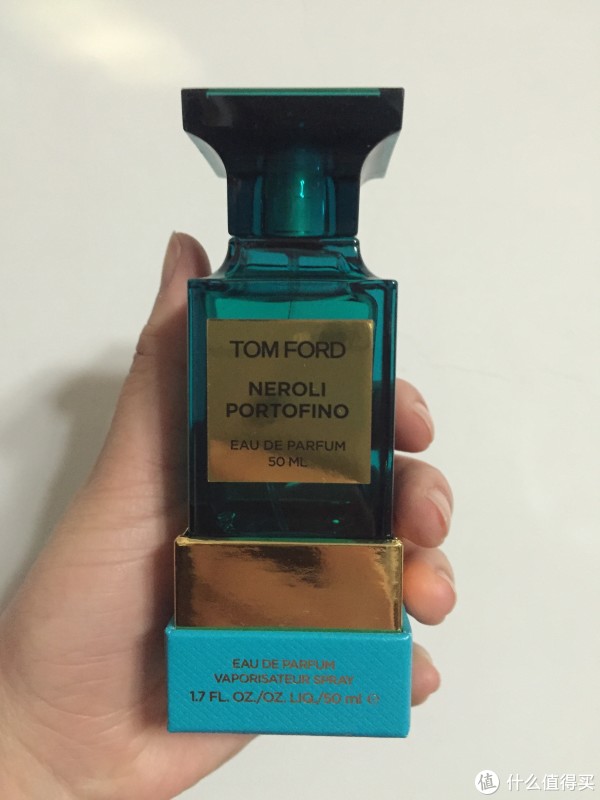 TOM FORD
NEROLI
PORTOFINO
EAU DE PARFUM
50 ML
EAU DE PARFUM
VAPORISATEUR SPRAY
1.7 FL. OZ./OZ. LIQ./50 ml ℮
值 什么值得买